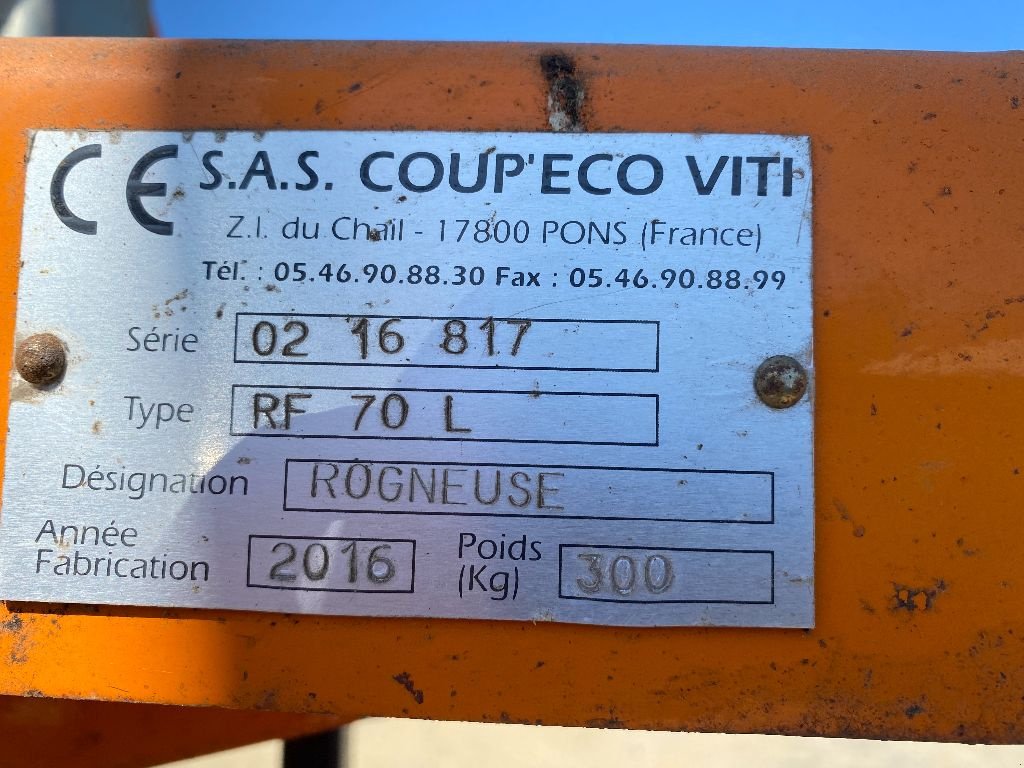 CE S.A.S. COUP'ECO VITI
Z.I. du Chail - 17800 PONS (France)
Tél. : 05.46.90.88.30 Fax : 05.46.90.88.99
Série 02 16 817
Type RF 70 L
Désignation ROGNEUSE
Année Fabrication 2016 Poids (Kg) 300